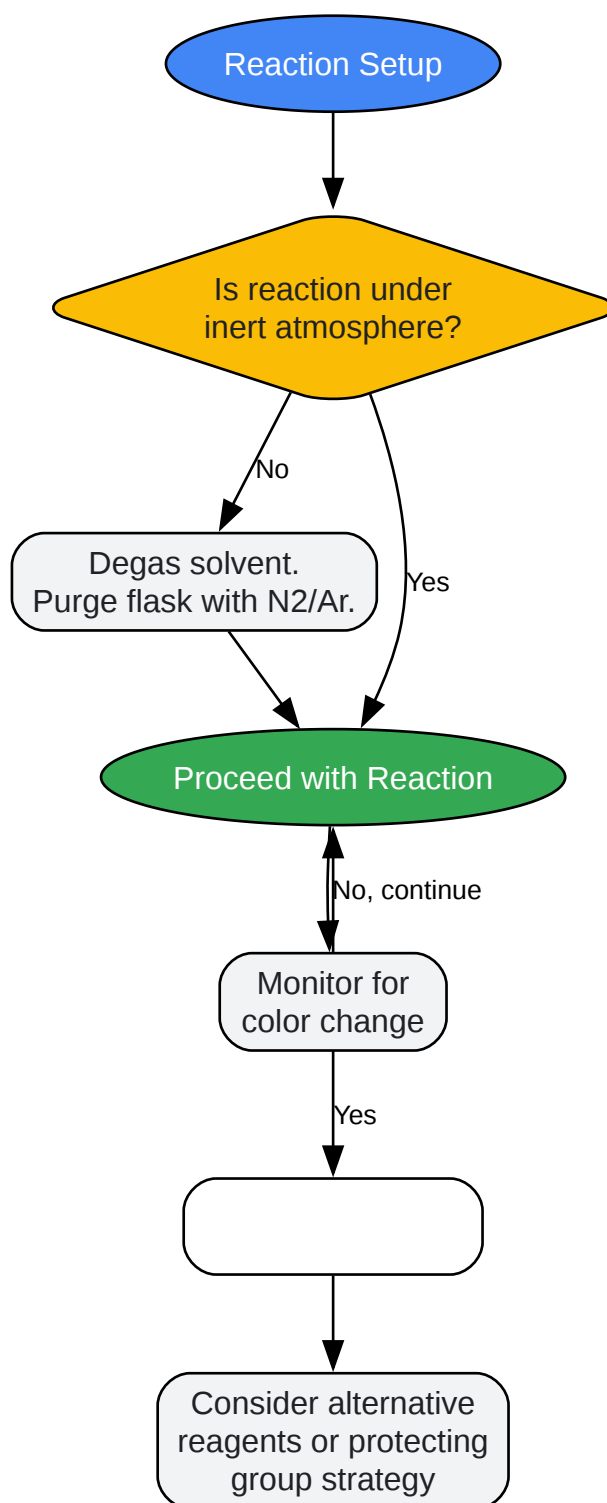 Reaction Setup
Is reaction under
inert atmosphere?
No
Degas solvent.
Purge flask with N2/Ar.
Yes
Proceed with Reaction
No, continue
Monitor for
color change
Yes
Consider alternative
reagents or protecting
group strategy